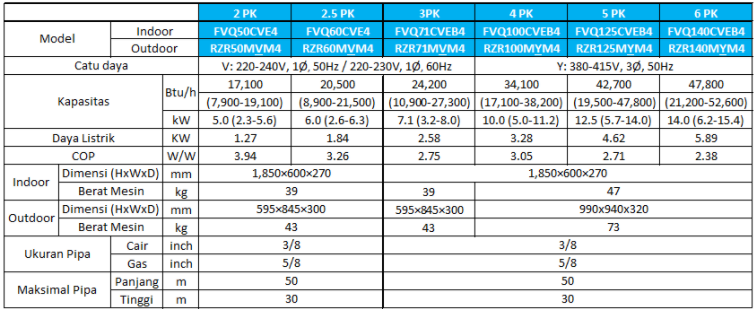 2 PK 2.5 PK 3PK 4 PK 5 PK 6 PK
Model Indoor FVQ50CVE4 FVQ60CVE4 FVQ71CVEB4 FVQ100CVEB4 FVQ125CVEB4 FVQ140CVEB4
Outdoor RZR50MVM4 RZR60MVM4 RZR71MVM4 RZR100MYM4 RZR125MYM4 RZR140MYM4
Catu daya V: 220-240V, 1Ø, 50Hz / 220-230V, 1Ø, 60Hz Y: 380-415V, 3Ø, 50Hz
Kapasitas Btu/h 17,100 20,500 24,200 34,100 42,700 47,800
(7,900-19,100) (8,900-21,500) (10,900-27,300) (17,100-38,200) (19,500-47,800) (21,200-52,600)
kW 5.0 (2.3-5.6) 6.0 (2.6-6.3) 7.1 (3.2-8.0) 10.0 (5.0-11.2) 12.5 (5.7-14.0) 14.0 (6.2-15.4)
Daya Listrik KW 1.27 1.84 2.58 3.28 4.62 5.89
COP W/W 3.94 3.26 2.75 3.05 2.71 2.38
Indoor Dimensi (HxWxD) mm 1,850×600×270 1,850×600×270
Berat Mesin kg 39 39 47
Outdoor Dimensi (HxWxD) mm 595×845×300 595×845×300 990x940x320
Berat Mesin kg 43 43 73
Ukuran Pipa Cair inch 3/8 3/8
Gas inch 5/8 5/8
Maksimal Pipa Panjang m 50 50
Tinggi m 30 30